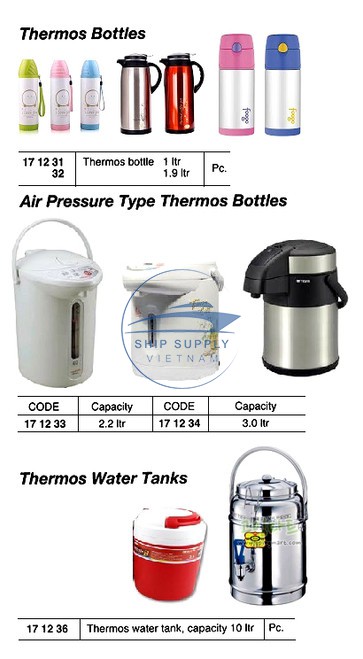 Thermos Bottles
17 12 31 Thermos bottle 1 ltr Pc.
32 1.9 ltr
Air Pressure Type Thermos Bottles
SHIP SUPPLY
VIETNAM
CODE Capacity CODE Capacity
17 12 33 2.2 ltr 17 12 34 3.0 ltr
Thermos Water Tanks
17 12 36 Thermos water tank, capacity 10 ltr Pc.